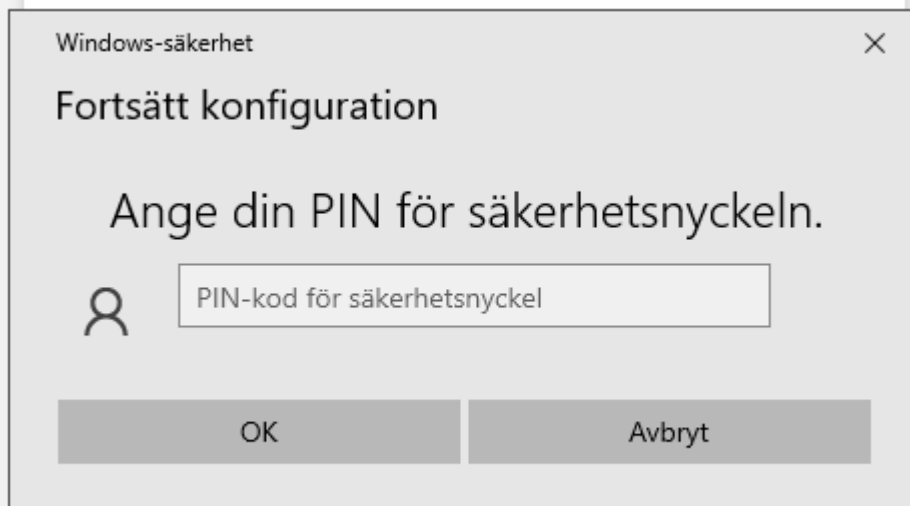 Windows-säkerhet
Fortsätt konfiguration
Ange din PIN för säkerhetsnyckeln.
PIN-kod för säkerhetsnyckel
OK
Avbryt